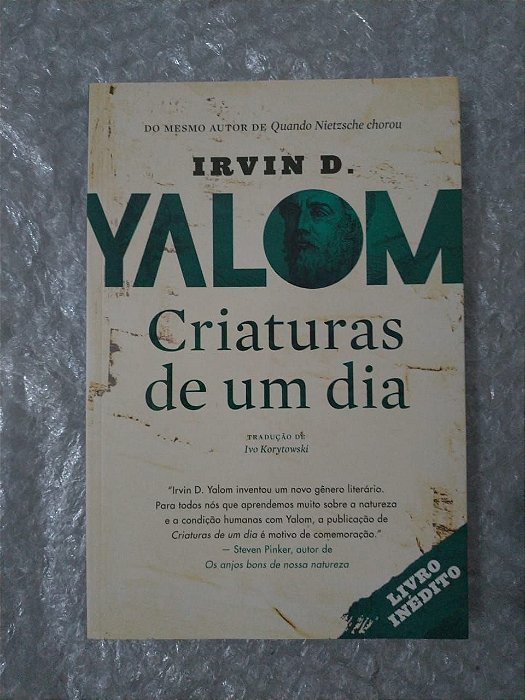 DO MESMO AUTOR DE Quando Nietzsche chorou
IRVIN D.
YALOM
Criaturas
de um dia
TRADUÇÃO DE
Ivo Korytowski
“Irvin D. Yalom inventou um novo gênero literário.
Para todos nós que aprendemos muito sobre a natureza
e a condição humanas com Yalom, a publicação de
Criaturas de um dia é motivo de comemoração.”
— Steven Pinker, autor de
Os anjos bons de nossa natureza
LIVRO
INÉDITO